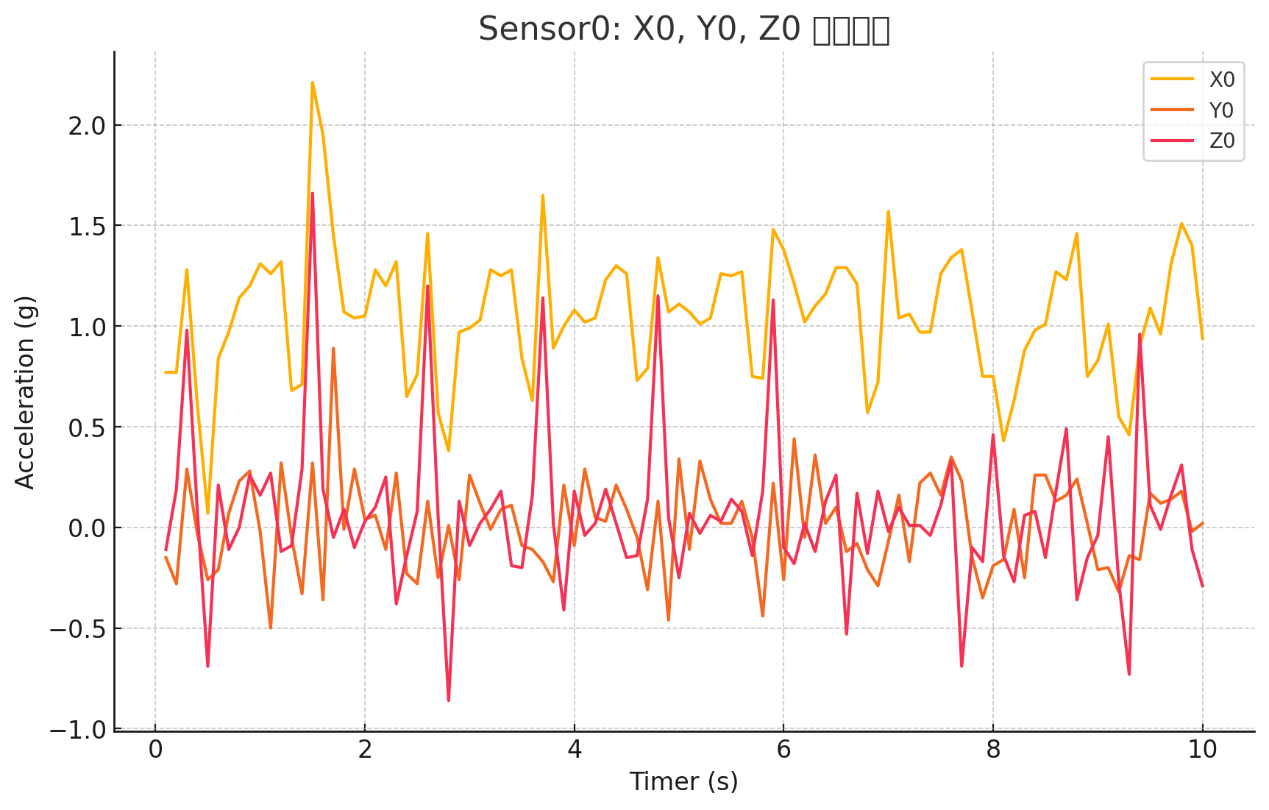 Sensor0: X0, Y0, Z0
X0
Y0
Z0
2.0
1.5
1.0
0.5
0.0
−0.5
−1.0
Acceleration (g)
0 2 4 6 8 10
Timer (s)